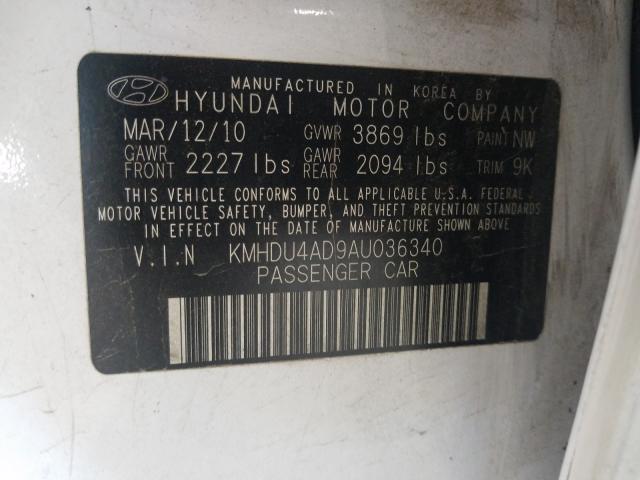 MANUFACTURED IN KOREA BY
HYUNDAI MOTOR COMPANY
MAR/12/10 GVWR 3869 lbs PAINT NW
GAWR FRONT 2227 lbs GAWR REAR 2094 lbs TRIM 9K
THIS VEHICLE CONFORMS TO ALL APPLICABLE U.S.A. FEDERAL
MOTOR VEHICLE SAFETY, BUMPER, AND THEFT PREVENTION STANDARDS
IN EFFECT ON THE DATE OF MANUFACTURE SHOWN ABOVE
V.I.N KMHDU4AD9AU036340
PASSENGER CAR